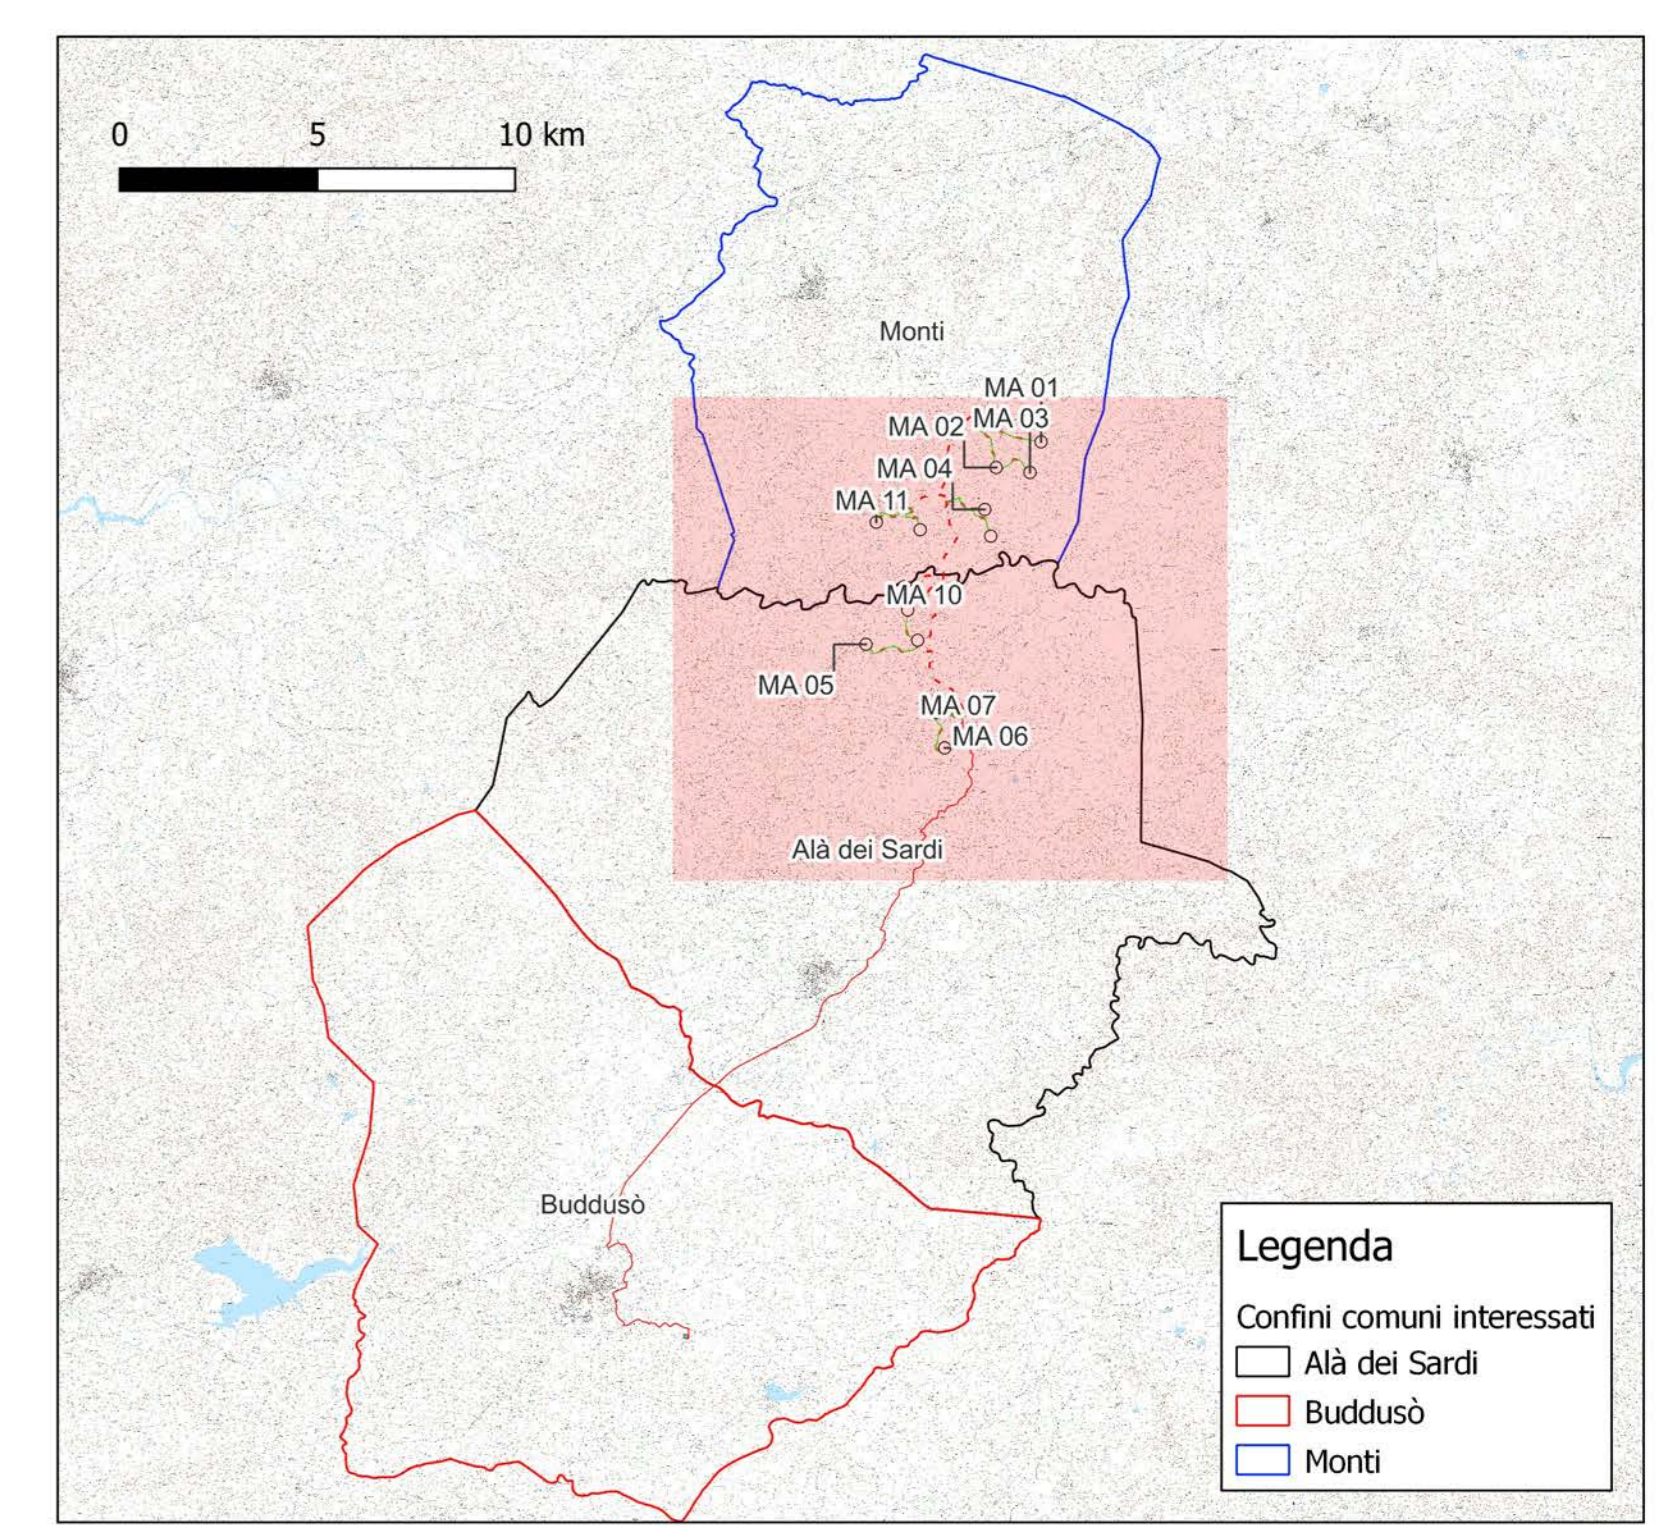 0 5 10 km
Monti
MA 01
MA 02 MA 03
MA 04
MA 11
MA 10
MA 05
MA 07
MA 06
Alà dei Sardi
Buddusò
Legenda
Confini comuni interessati
Alà dei Sardi
Buddusò
Monti